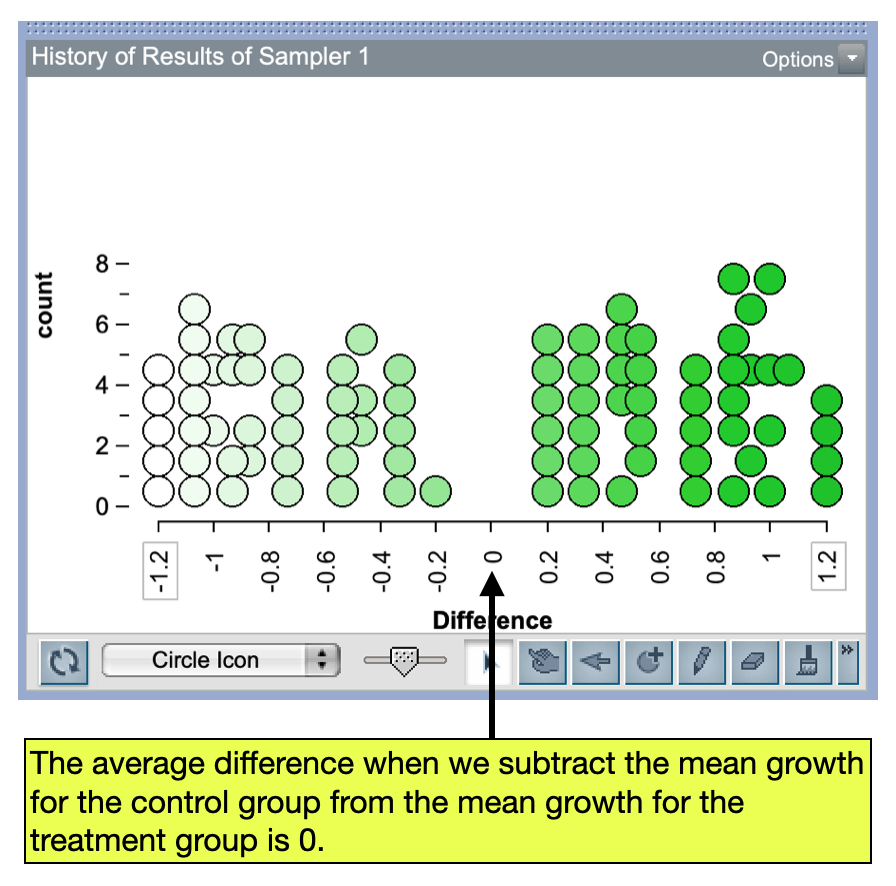 History of Results of Sampler 1
Options
count
8
6
4
2
0
-1.2 -1 -0.8 -0.6 -0.4 -0.2 0 0.2 0.4 0.6 0.8 1 1.2
Difference
Circle Icon
»
The average difference when we subtract the mean growth
for the control group from the mean growth for the
treatment group is 0.